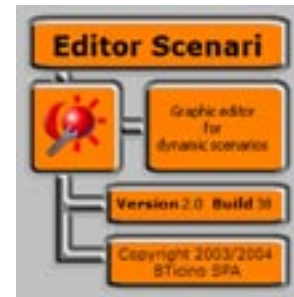 Editor Scenari
Graphic editor
for
dynamic scenarios
Version 2.0 Build 38
Copyright 2003/2004
BTicino SPA